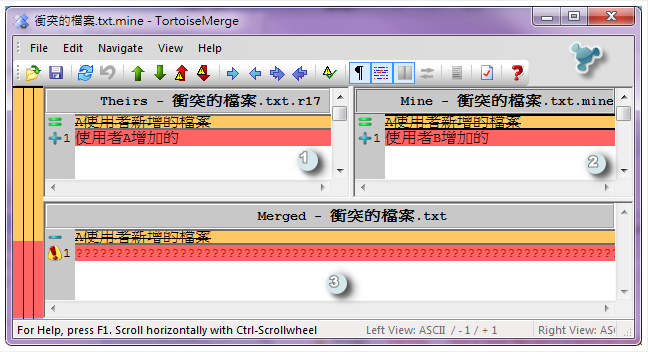 衝突的檔案.txt.mine - TortoiseMerge
File Edit Navigate View Help
Theirs - 衝突的檔案.txt.r17
A使用者新增的檔案
1 使用者A增加的
1
Mine - 衝突的檔案.txt.mine
A使用者新增的檔案
1 使用者B增加的
2
Merged - 衝突的檔案.txt
A使用者新增的檔案
1 ???????????????????????????????????????????????????????????????????????
3
For Help, press F1. Scroll horizontally with Ctrl-Scrollwheel
Left View: ASCII / - 1 / + 1
Right View: ASC